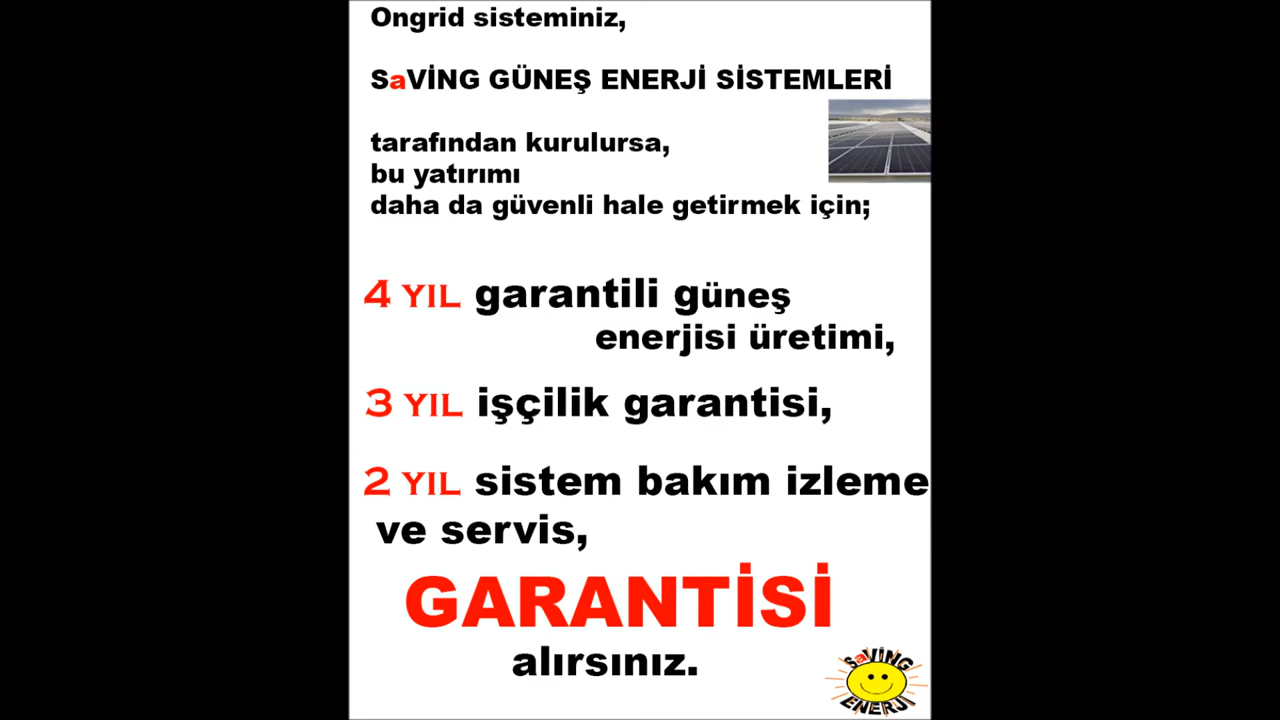 Ongrid sisteminiz,
SaVİNG GÜNEŞ ENERJİ SİSTEMLERİ
tarafından kurulursa,
bu yatırımı
daha da güvenli hale getirmek için;
4 YIL garantili güneş
enerjisi üretimi,
3 YIL işçilik garantisi,
2 YIL sistem bakım izleme
ve servis,
GARANTİSİ
alırsınız.
SaVİNG
ENERJİ